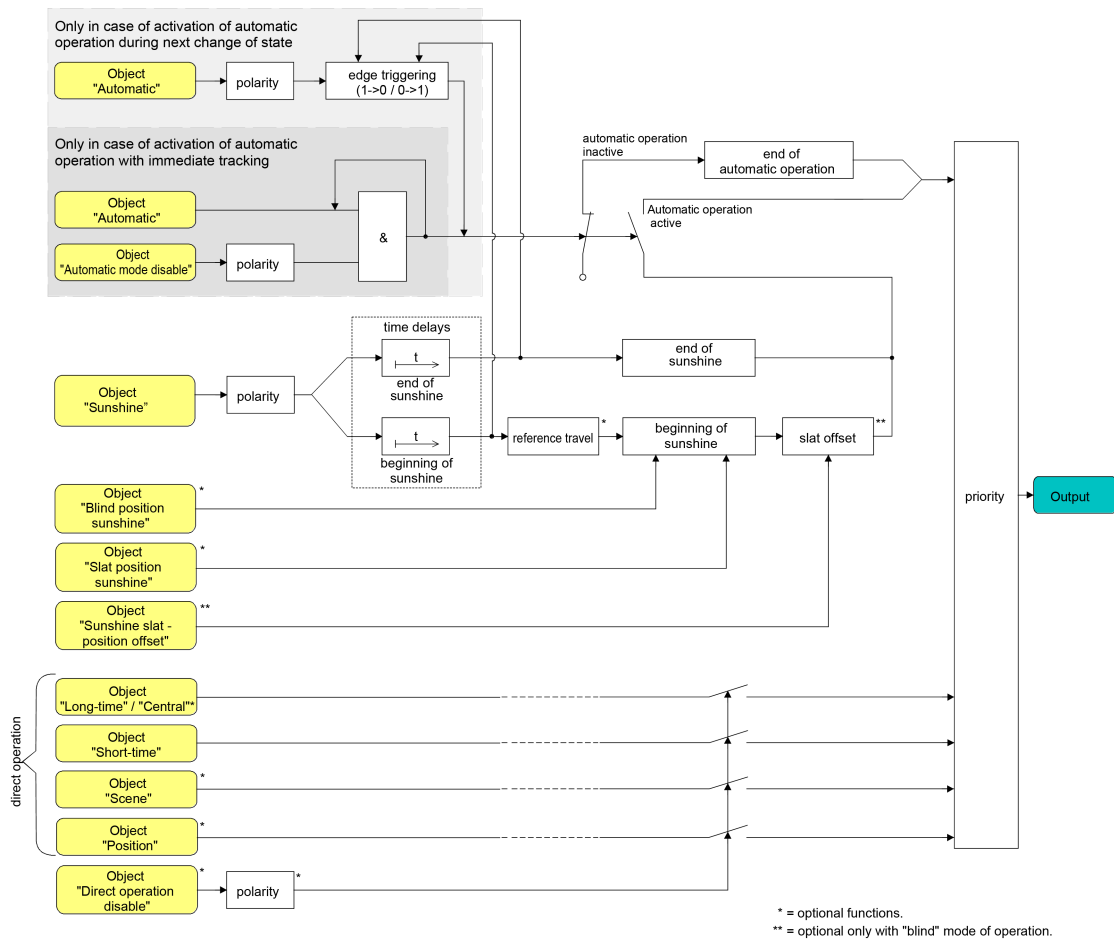 Only in case of activation of automatic
operation during next change of state
Object
"Automatic"
polarity
edge triggering
(1->0 / 0->1)
Only in case of activation of automatic
operation with immediate tracking
Object
"Automatic"
&
Object
"Automatic mode disable"
polarity
automatic operation
inactive
end of
automatic operation
Automatic operation
active
time delays
t
end of
sunshine
end of
sunshine
Object
"Sunshine"
polarity
t
beginning of
sunshine
reference travel
*
beginning of
sunshine
slat offset
**
Object
"Blind position
sunshine"
*
Object
"Slat position
sunshine"
*
Object
"Sunshine slat -
position offset"
**
priority
Output
direct operation
Object
"Long-time" / "Central"*
Object
"Short-time"
Object
"Scene"
*
Object
"Position"
*
Object
"Direct operation
disable"
*
polarity
*
* = optional functions.
** = optional only with "blind" mode of operation.